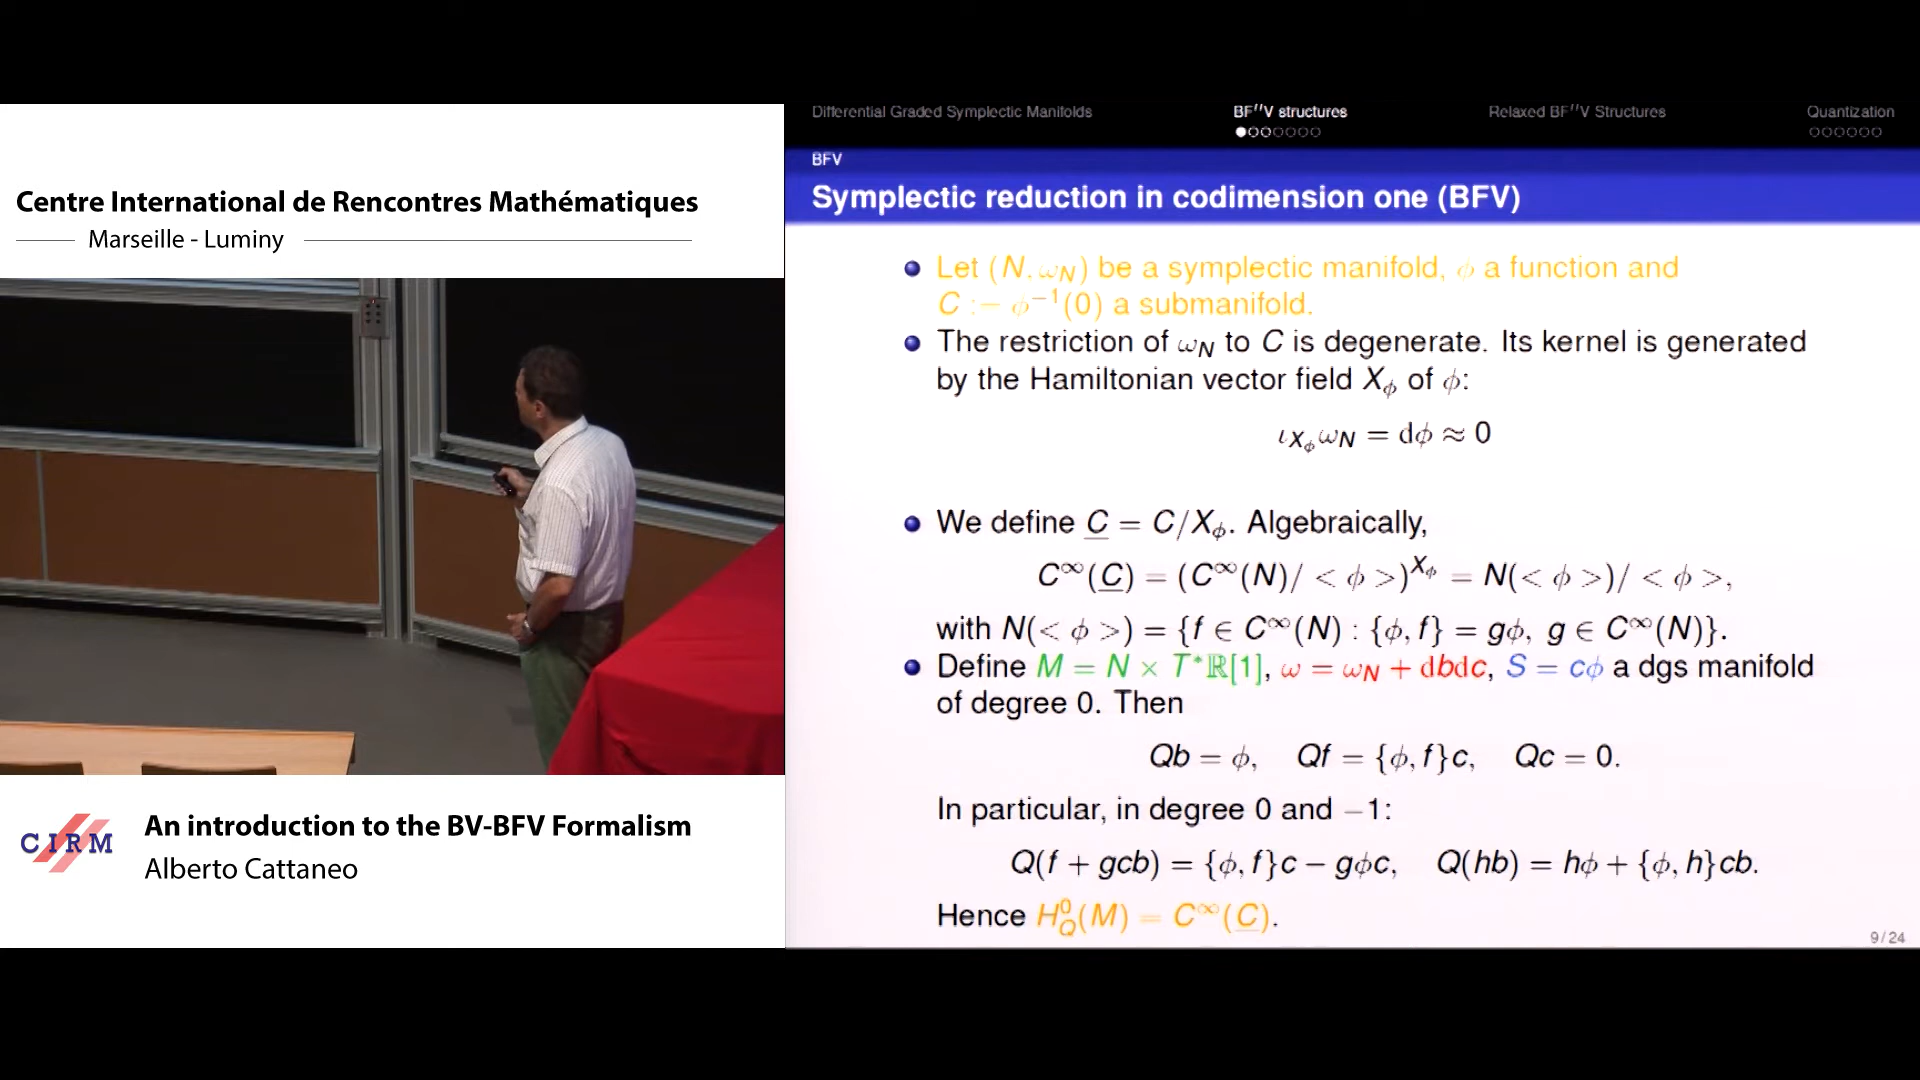 Centre International de Rencontres Mathématiques
Marseille - Luminy
CIRM
An introduction to the BV-BFV Formalism
Alberto Cattaneo
Differential Graded Symplectic Manifolds BF′′V structures Relaxed BF′′V Structures Quantization
BFV
Symplectic reduction in codimension one (BFV)
Let (N, ω_N) be a symplectic manifold, ϕ a function and
C := ϕ⁻¹(0) a submanifold.
The restriction of ω_N to C is degenerate. Its kernel is generated
by the Hamiltonian vector field X_ϕ of ϕ:
ι_{X_ϕ} ω_N = dϕ ≈ 0
We define C̲ = C/X_ϕ. Algebraically,
C^∞(C̲) = (C^∞(N)/ < ϕ >)^{X_ϕ} = N(< ϕ >)/ < ϕ >,
with N(< ϕ >) = {f ∈ C^∞(N) : {ϕ, f} = gϕ, g ∈ C^∞(N)}.
Define M = N × T*ℝ[1], ω = ω_N + dbdc, S = cϕ a dgs manifold
of degree 0. Then
Qb = ϕ, Qf = {ϕ, f}c, Qc = 0.
In particular, in degree 0 and −1:
Q(f + gcb) = {ϕ, f}c − gϕc, Q(hb) = hϕ + {ϕ, h}cb.
Hence H_Q^0(M) = C^∞(C̲).
9/24